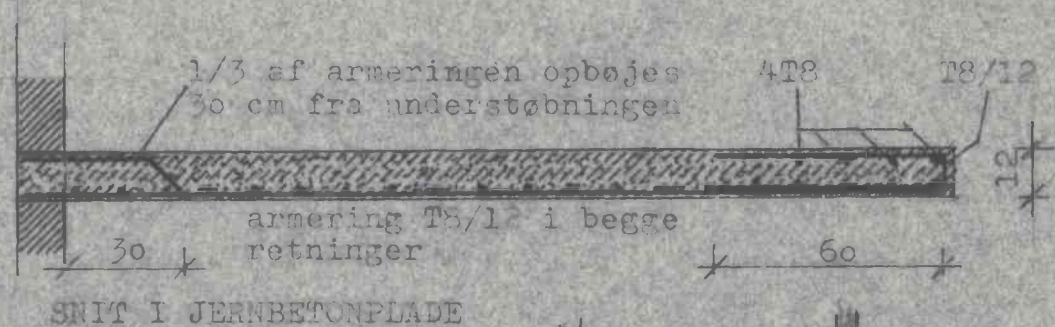 1/3 af armeringen opbøjes
30 cm fra understøbningen
4T8
T8/12
12
armering T8/12 i begge
retninger
30
60
SNIT I JERNBETONPLADE